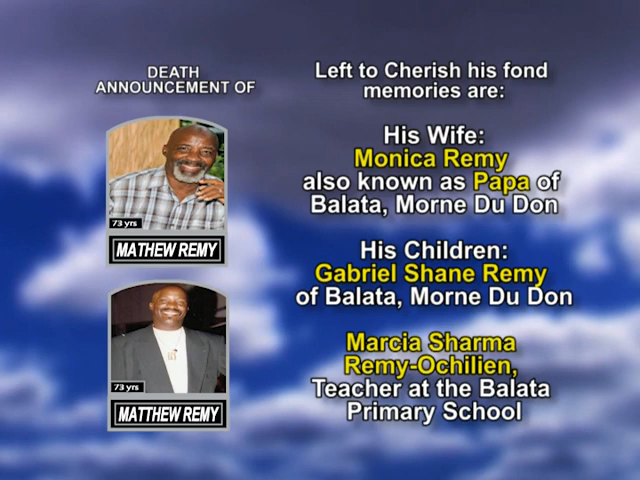 DEATH
ANNOUNCEMENT OF
73 yrs
MATHEW REMY
73 yrs
MATTHEW REMY
Left to Cherish his fond
memories are:
His Wife:
Monica Remy
also known as Papa of
Balata, Morne Du Don
His Children:
Gabriel Shane Remy
of Balata, Morne Du Don
Marcia Sharma
Remy-Ochilien,
Teacher at the Balata
Primary School